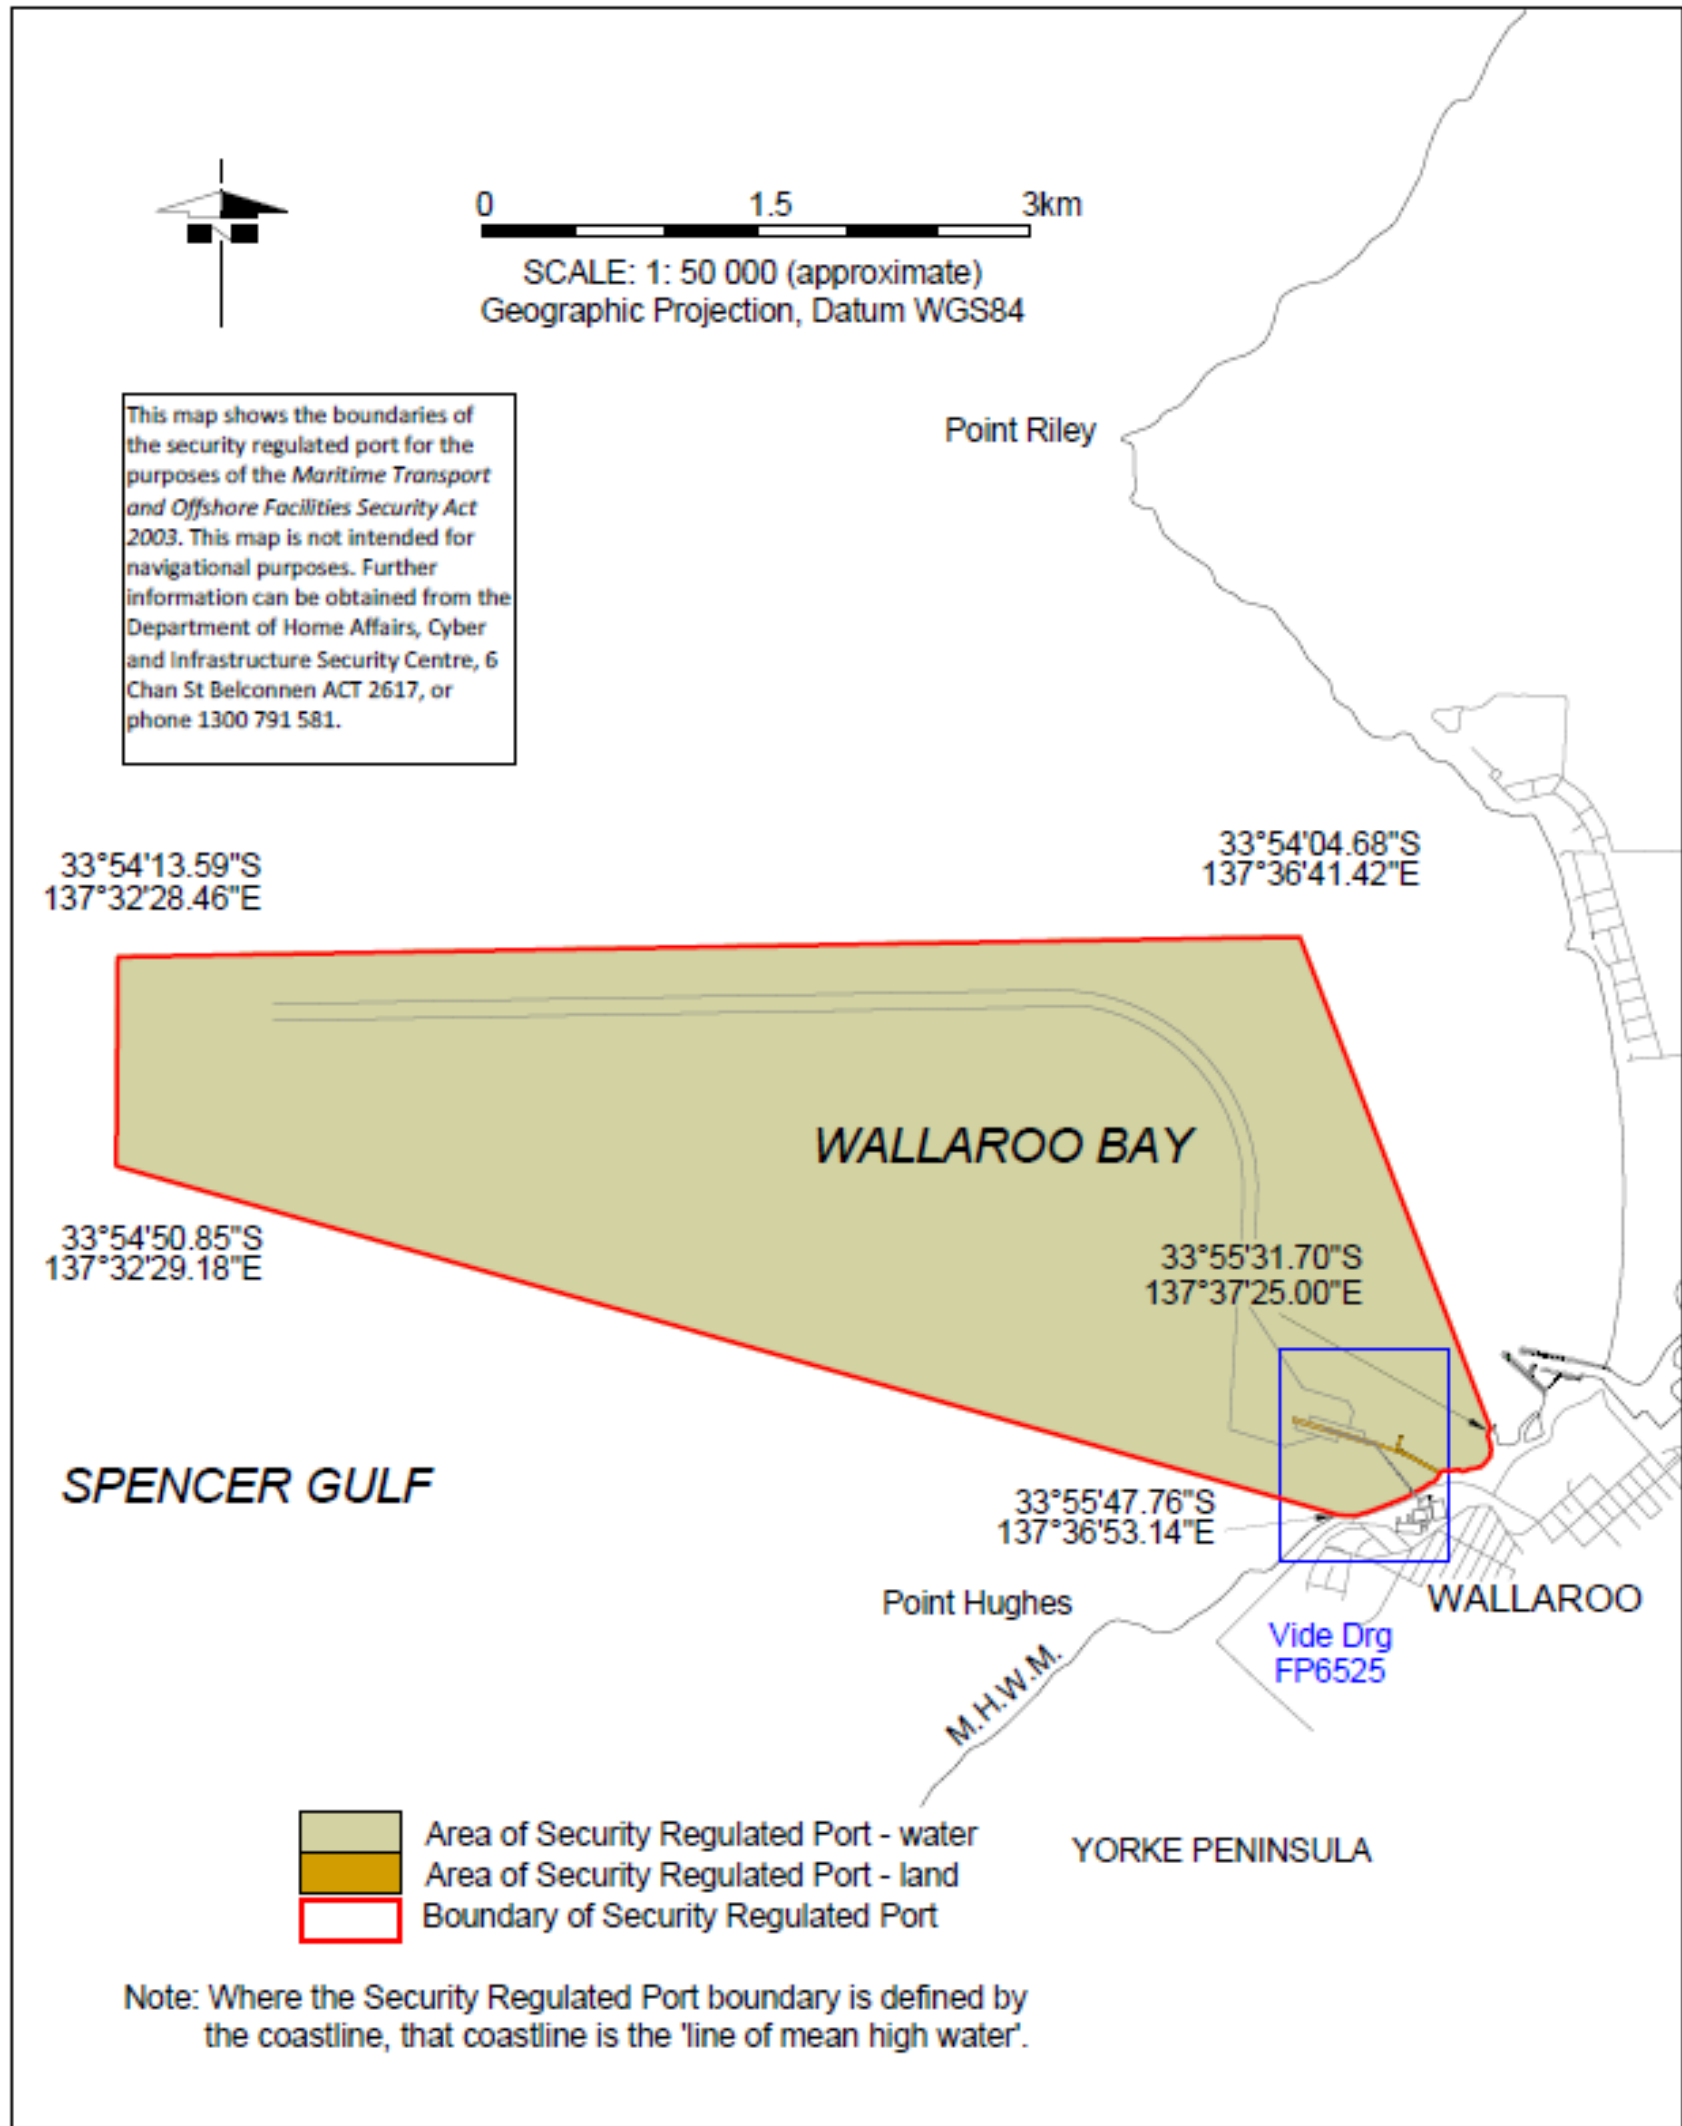 0 1.5 3km
SCALE: 1: 50 000 (approximate)
Geographic Projection, Datum WGS84
This map shows the boundaries of
the security regulated port for the
purposes of the Maritime Transport
and Offshore Facilities Security Act
2003. This map is not intended for
navigational purposes. Further
information can be obtained from the
Department of Home Affairs, Cyber
and Infrastructure Security Centre, 6
Chan St Belconnen ACT 2617, or
phone 1300 791 581.
Point Riley
33°54'13.59"S
137°32'28.46"E
33°54'04.68"S
137°36'41.42"E
WALLAROO BAY
33°54'50.85"S
137°32'29.18"E
33°55'31.70"S
137°37'25.00"E
SPENCER GULF
33°55'47.76"S
137°36'53.14"E
Point Hughes
WALLAROO
Vide Drg
FP6525
M.H.W.M.
Area of Security Regulated Port - water
Area of Security Regulated Port - land
Boundary of Security Regulated Port
YORKE PENINSULA
Note: Where the Security Regulated Port boundary is defined by
the coastline, that coastline is the 'line of mean high water'.